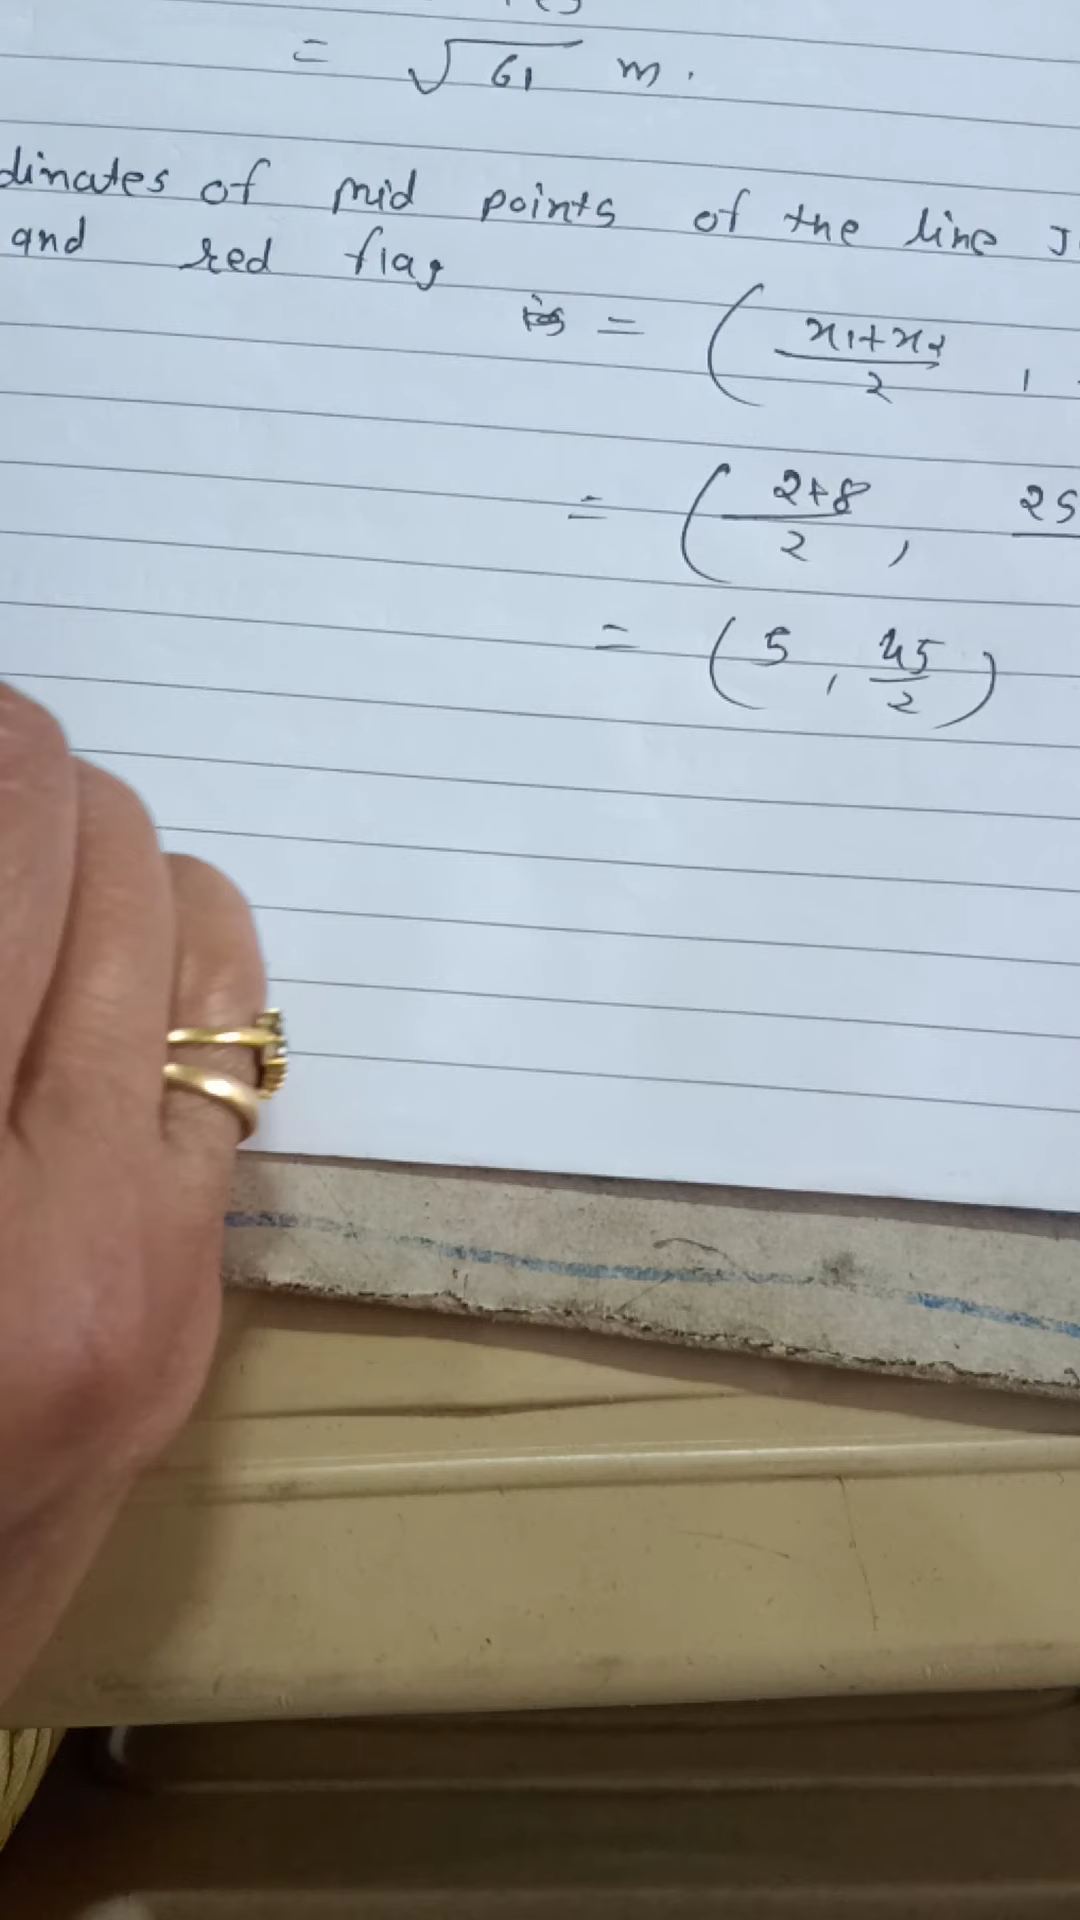 = √61 m.
dinates of mid points of the line J
and red flag = ( x1+x2 / 2 ,
= ( 2+8 / 2 , 25
= ( 5 , 45 / 2 )